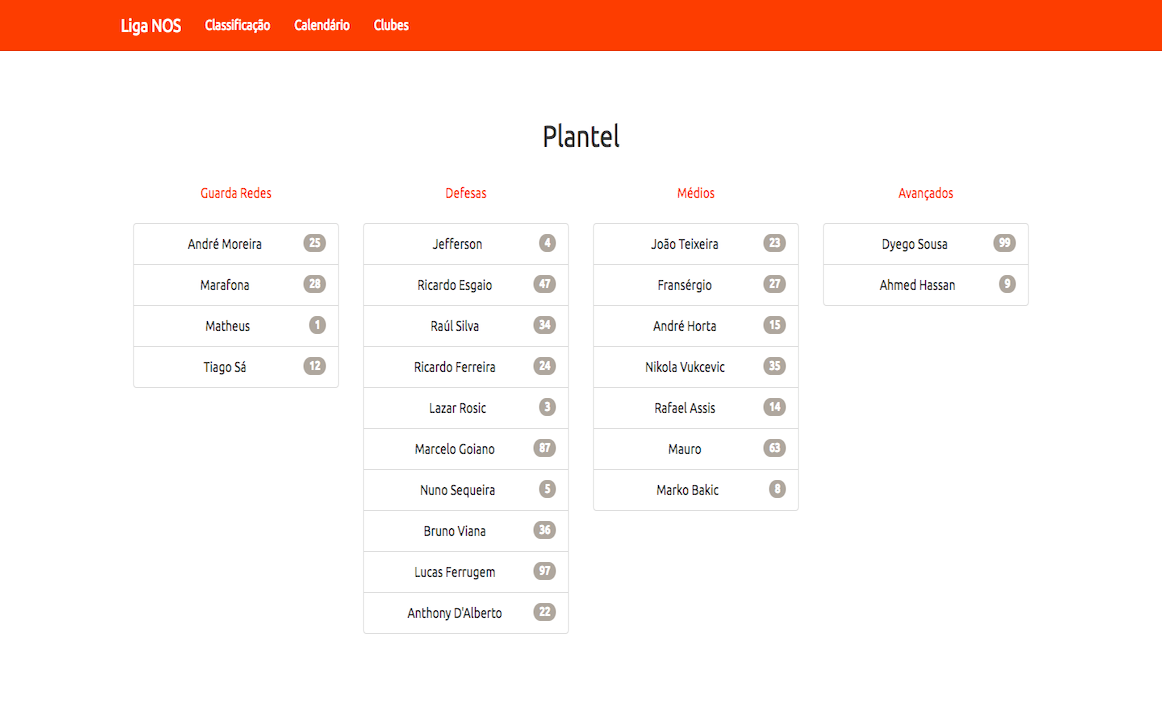 Liga NOS Classificação Calendário Clubes
Plantel
Guarda Redes
André Moreira 25
Marafona 28
Matheus 1
Tiago Sá 12
Defesas
Jefferson 4
Ricardo Esgaio 47
Raúl Silva 34
Ricardo Ferreira 24
Lazar Rosic 3
Marcelo Goiano 87
Nuno Sequeira 5
Bruno Viana 36
Lucas Ferrugem 97
Anthony D'Alberto 22
Médios
João Teixeira 23
Fransérgio 27
André Horta 15
Nikola Vukcevic 35
Rafael Assis 14
Mauro 63
Marko Bakic 8
Avançados
Dyego Sousa 99
Ahmed Hassan 9